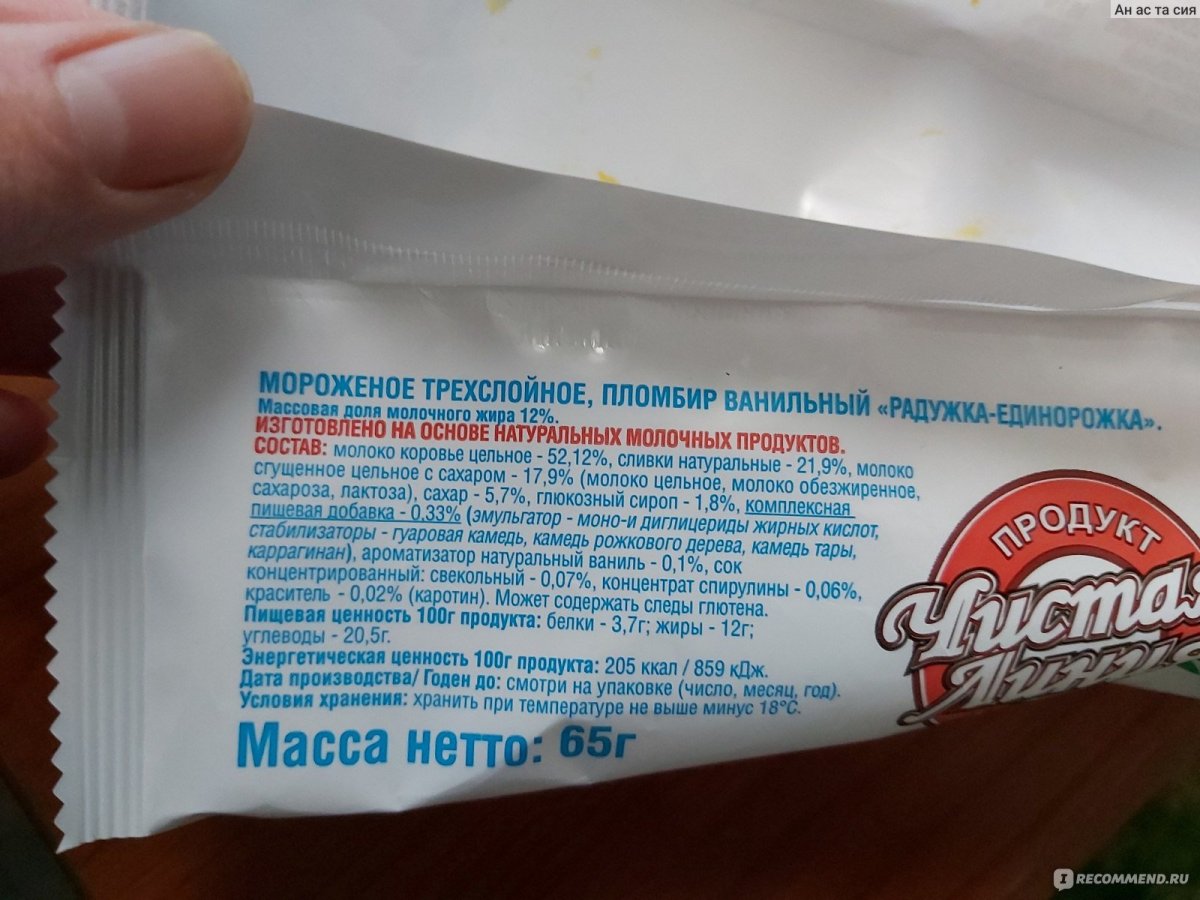 Ан ас та сия
МОРОЖЕНОЕ ТРЕХСЛОЙНОЕ, ПЛОМБИР ВАНИЛЬНЫЙ «РАДУЖКА-ЕДИНОРОЖКА».
Массовая доля молочного жира 12%.
ИЗГОТОВЛЕНО НА ОСНОВЕ НАТУРАЛЬНЫХ МОЛОЧНЫХ ПРОДУКТОВ.
СОСТАВ: молоко коровье цельное - 52,12%, сливки натуральные - 21,9%, молоко
сгущенное цельное с сахаром - 17,9% (молоко цельное, молоко обезжиренное,
сахароза, лактоза), сахар - 5,7%, глюкозный сироп - 1,8%, комплексная
пищевая добавка - 0,33% (эмульгатор - моно-и диглицериды жирных кислот,
стабилизаторы - гуаровая камедь, камедь рожкового дерева, камедь тары,
каррагинан), ароматизатор натуральный ваниль - 0,1%, сок
концентрированный: свекольный - 0,07%, концентрат спирулины - 0,06%,
краситель - 0,02% (каротин). Может содержать следы глютена.
Пищевая ценность 100г продукта: белки - 3,7г; жиры - 12г;
углеводы - 20,5г.
Энергетическая ценность 100г продукта: 205 ккал / 859 кДж.
Дата производства/ Годен до: смотри на упаковке (число, месяц, год).
Условия хранения: хранить при температуре не выше минус 18°С.
Масса нетто: 65г
ПРОДУКТ
Чистая
Линия
IRECOMMEND.RU